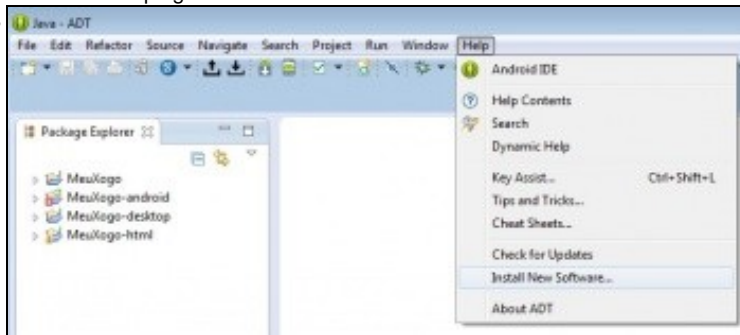 Java - ADT
File Edit Refactor Source Navigate Search Project Run Window Help
Android IDE
Help Contents
Search
Dynamic Help
Key Assist... Ctrl+Shift+L
Tips and Tricks...
Cheat Sheets...
Check for Updates
Install New Software...
About ADT
Package Explorer
MeuXogo
MeuXogo-android
MeuXogo-desktop
MeuXogo-html